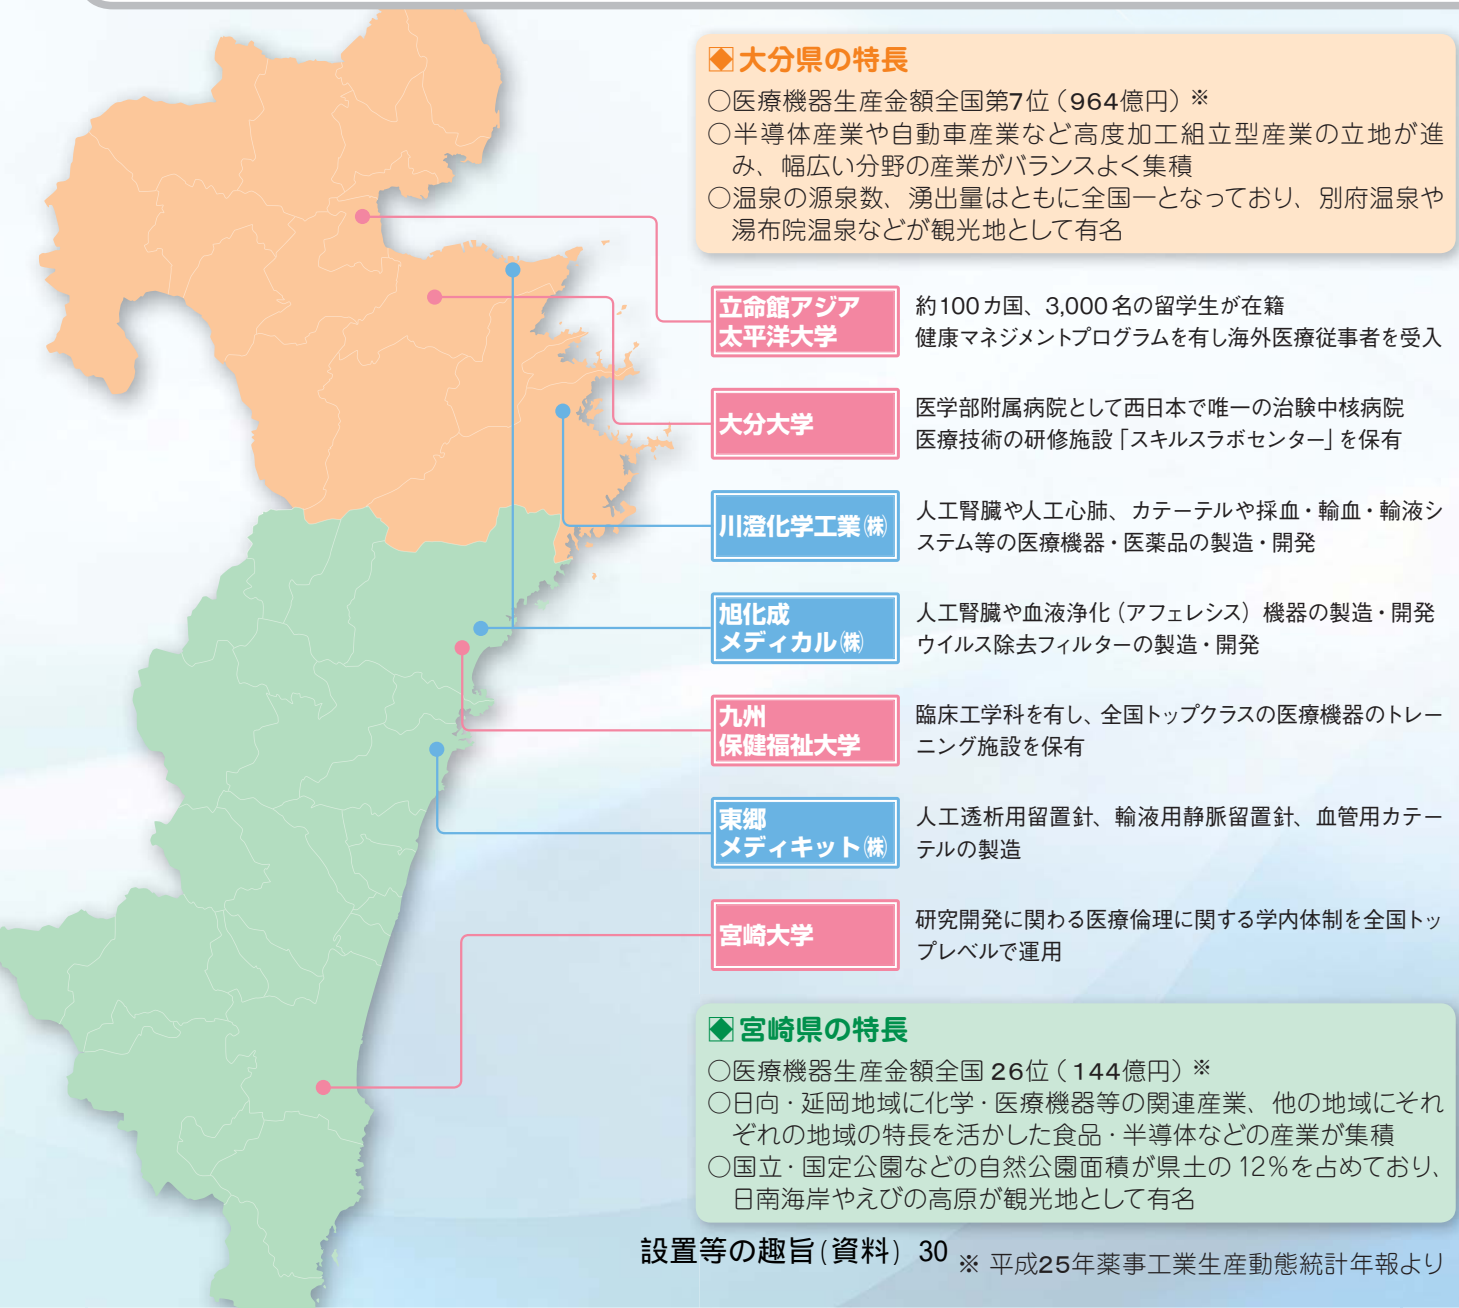 ◆大分県の特長
○医療機器生産金額全国第7位（964億円）※
○半導体産業や自動車産業など高度加工組立型産業の立地が進
み、幅広い分野の産業がバランスよく集積
○温泉の源泉数、湧出量はともに全国一となっており、別府温泉や
湯布院温泉などが観光地として有名
立命館アジア
太平洋大学
約100カ国、3,000名の留学生が在籍
健康マネジメントプログラムを有し海外医療従事者を受入
大分大学
医学部附属病院として西日本で唯一の治験中核病院
医療技術の研修施設「スキルスラボセンター」を保有
川澄化学工業㈱
人工腎臓や人工心肺、カテーテルや採血・輸血・輸液シ
ステム等の医療機器・医薬品の製造・開発
旭化成
メディカル㈱
人工腎臓や血液浄化（アフェレシス）機器の製造・開発
ウイルス除去フィルターの製造・開発
九州
保健福祉大学
臨床工学科を有し、全国トップクラスの医療機器のトレー
ニング施設を保有
東郷
メディキット㈱
人工透析用留置針、輸液用静脈留置針、血管用カテー
テルの製造
宮崎大学
研究開発に関わる医療倫理に関する学内体制を全国トッ
プレベルで運用
◆宮崎県の特長
○医療機器生産金額全国26位（144億円）※
○日向・延岡地域に化学・医療機器等の関連産業、他の地域にそれ
ぞれの地域の特長を活かした食品・半導体などの産業が集積
○国立・国定公園などの自然公園面積が県土の12%を占めており、
日南海岸やえびの高原が観光地として有名
設置等の趣旨(資料) 30
※ 平成25年薬事工業生産動態統計年報より